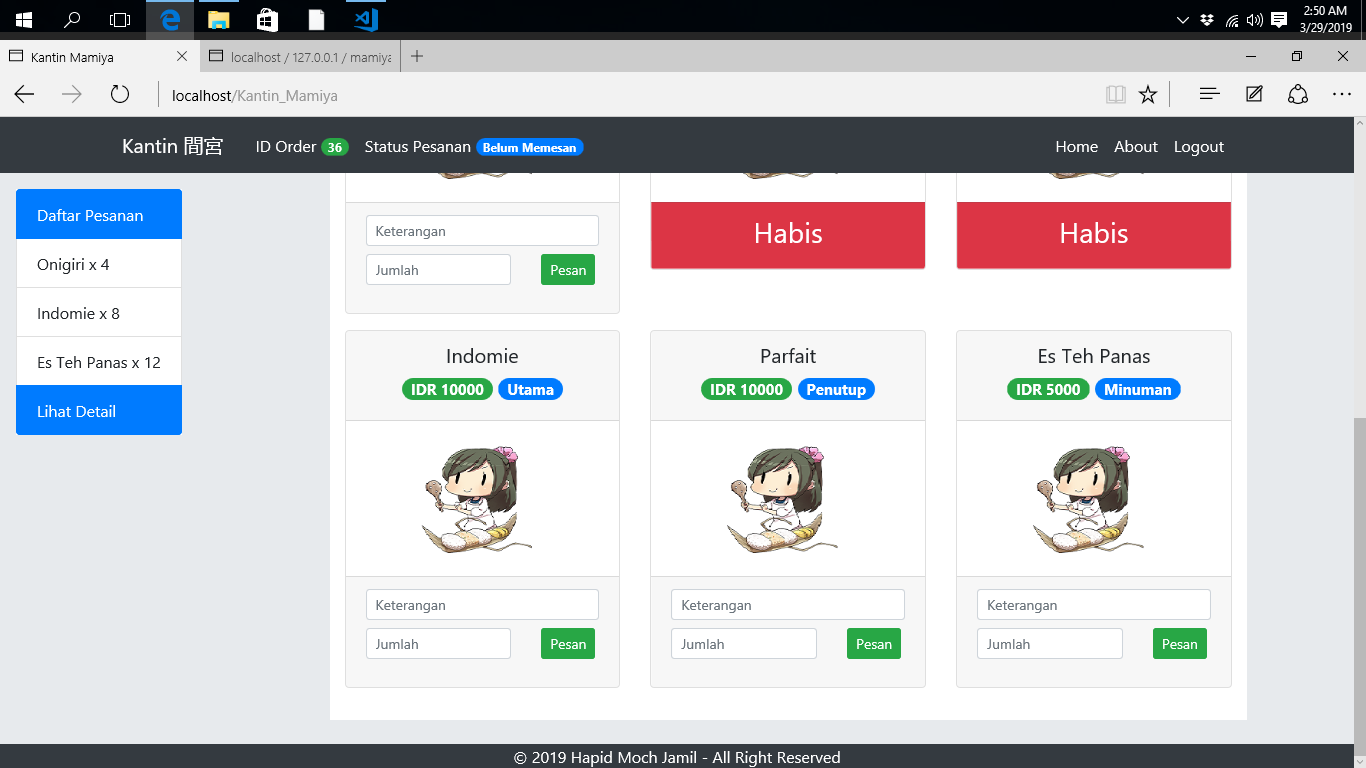 2:50 AM
3/29/2019
Kantin Mamiya
localhost / 127.0.0.1 / mamiya
localhost/Kantin_Mamiya
Kantin 間宮
ID Order 36
Status Pesanan Belum Memesan
Home About Logout
Daftar Pesanan
Onigiri x 4
Indomie x 8
Es Teh Panas x 12
Lihat Detail
Keterangan
Jumlah
Pesan
Habis
Habis
Indomie
IDR 10000 Utama
Keterangan
Jumlah
Pesan
Parfait
IDR 10000 Penutup
Keterangan
Jumlah
Pesan
Es Teh Panas
IDR 5000 Minuman
Keterangan
Jumlah
Pesan
© 2019 Hapid Moch Jamil - All Right Reserved